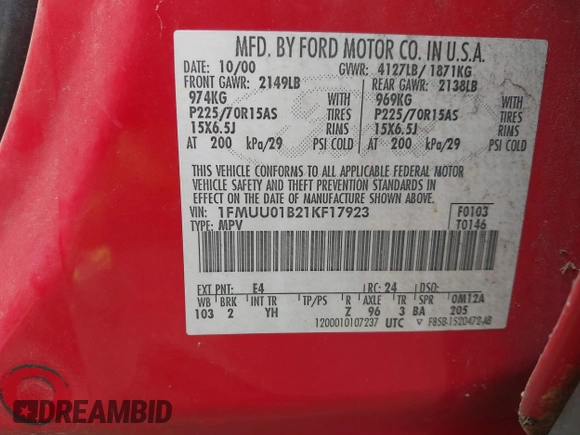 MFD. BY FORD MOTOR CO. IN U.S.A.
DATE: 10/00 GVWR: 4127LB/ 1871KG
FRONT GAWR: 2149LB REAR GAWR: 2138LB
974KG WITH 969KG WITH
P225/70R15AS TIRES P225/70R15AS TIRES
15X6.5J RIMS 15X6.5J RIMS
AT 200 kPa/29 PSI COLD AT 200 kPa/29 PSI COLD
THIS VEHICLE CONFORMS TO ALL APPLICABLE FEDERAL MOTOR
VEHICLE SAFETY AND THEFT PREVENTION STANDARDS IN
EFFECT ON THE DATE OF MANUFACTURE SHOWN ABOVE.
VIN: 1FMUU01B21KF17923 F0103
TYPE: MPV T0146
EXT PNT: E4 RC: 24 DSO:
WB BRK INT TR TP/PS R AXLE TR SPR 0M12A
103 2 YH Z 96 3 BA 205
1200010107237 UTC F85B-1520472-AB
DREAMBID